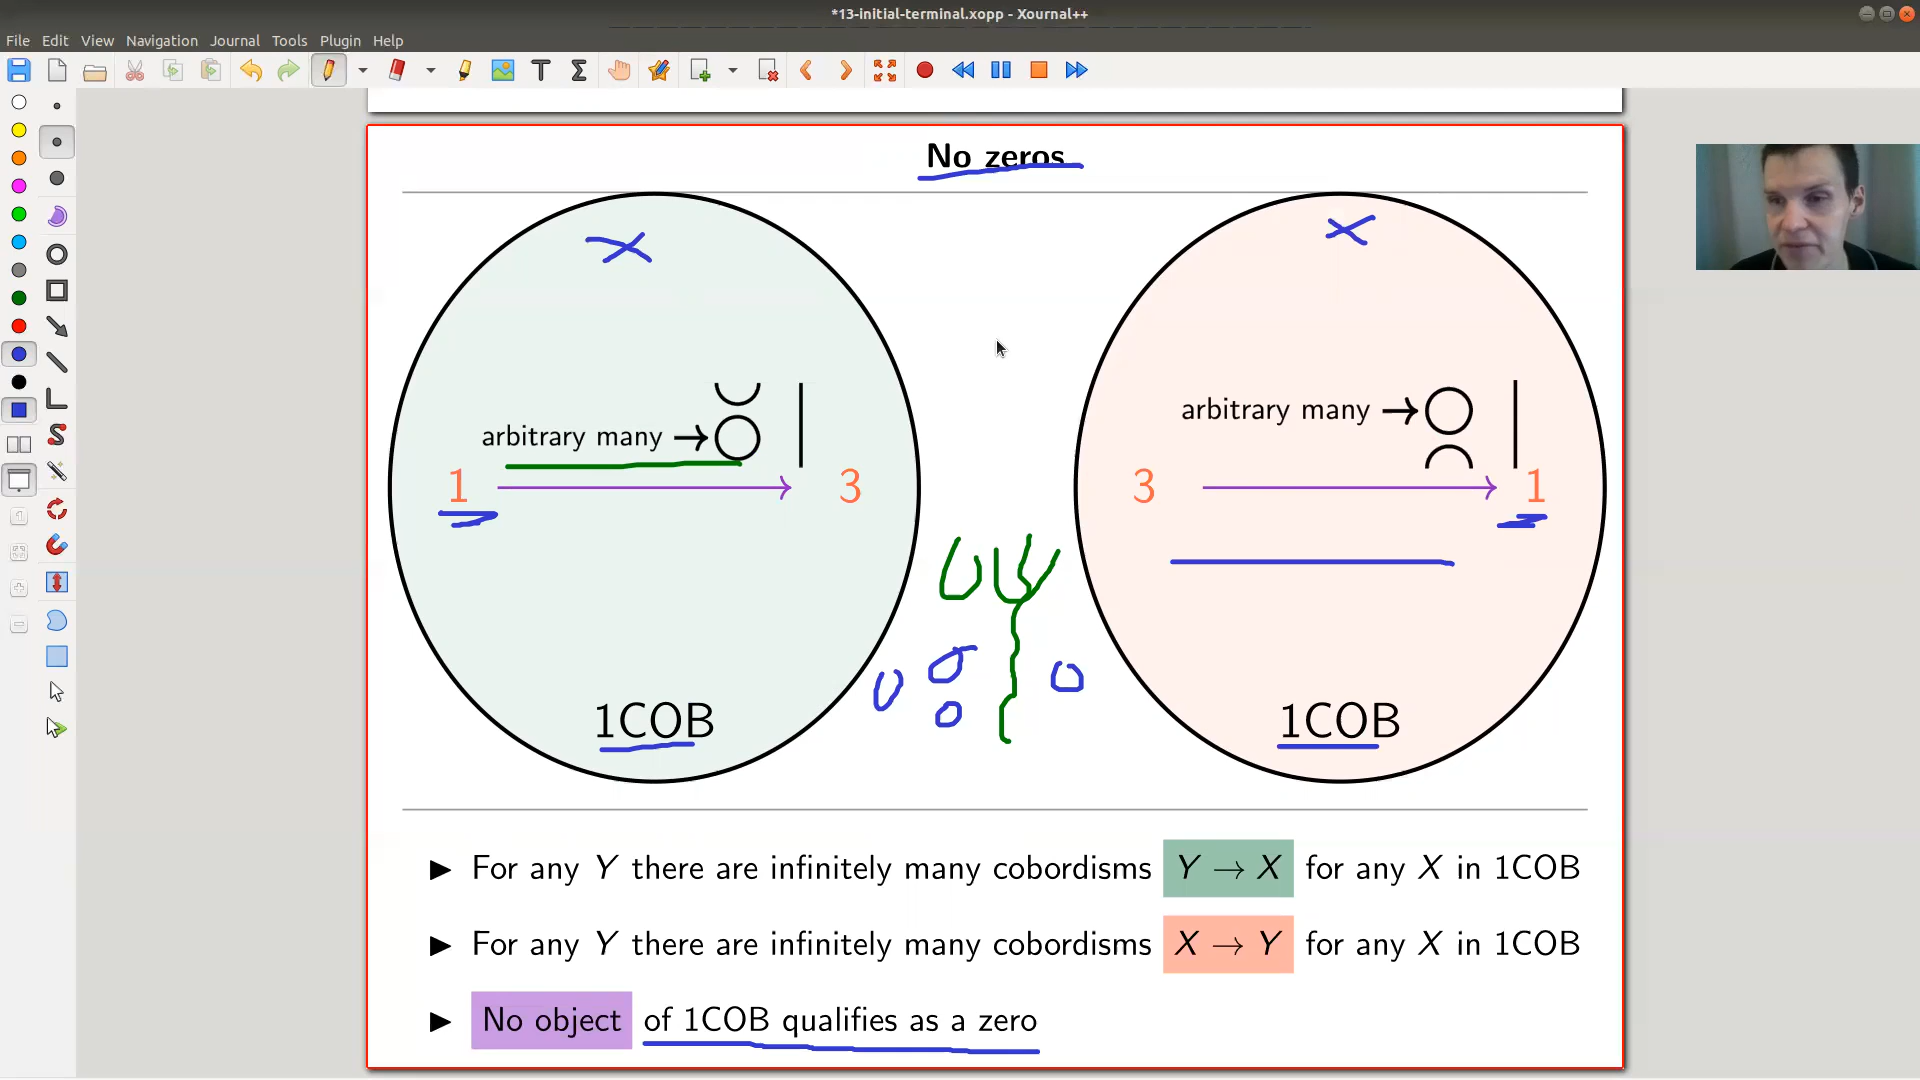 *13-initial-terminal.xopp - Xournal++
File Edit View Navigation Journal Tools Plugin Help
No zeros
arbitrary many →
1 3
1COB
arbitrary many →
3 1
1COB
▶ For any Y there are infinitely many cobordisms Y → X for any X in 1COB
▶ For any Y there are infinitely many cobordisms X → Y for any X in 1COB
▶ No object of 1COB qualifies as a zero